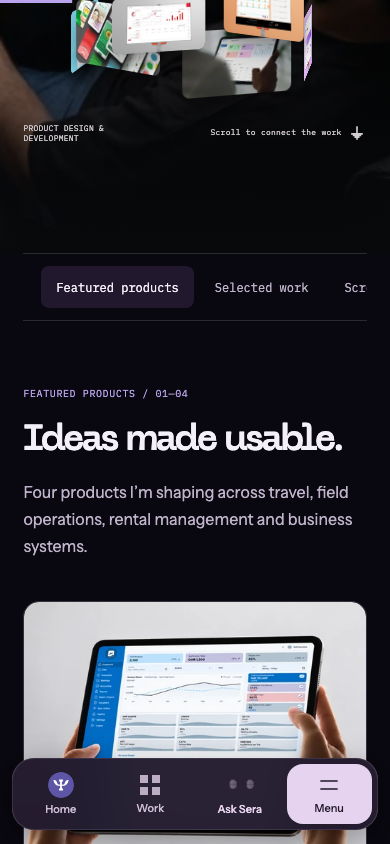 PRODUCT DESIGN &
DEVELOPMENT
Scroll to connect the work
Featured products
Selected work
Scr
FEATURED PRODUCTS / 01—04
Ideas made usable.
Four products I’m shaping across travel, field
operations, rental management and business
systems.
Home
Work
Ask Sera
Menu